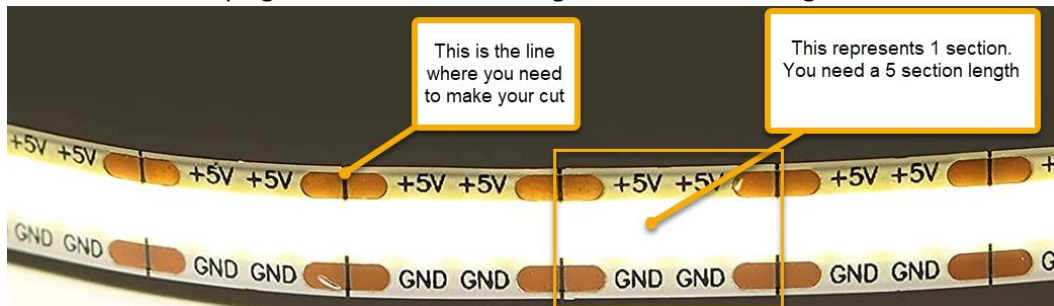 This is the line
where you need
to make your cut
This represents 1 section.
You need a 5 section length
+5V +5V +5V +5V +5V +5V +5V +5V +5V +5V +
GND GND GND GND GND GND GND GND GND GND G